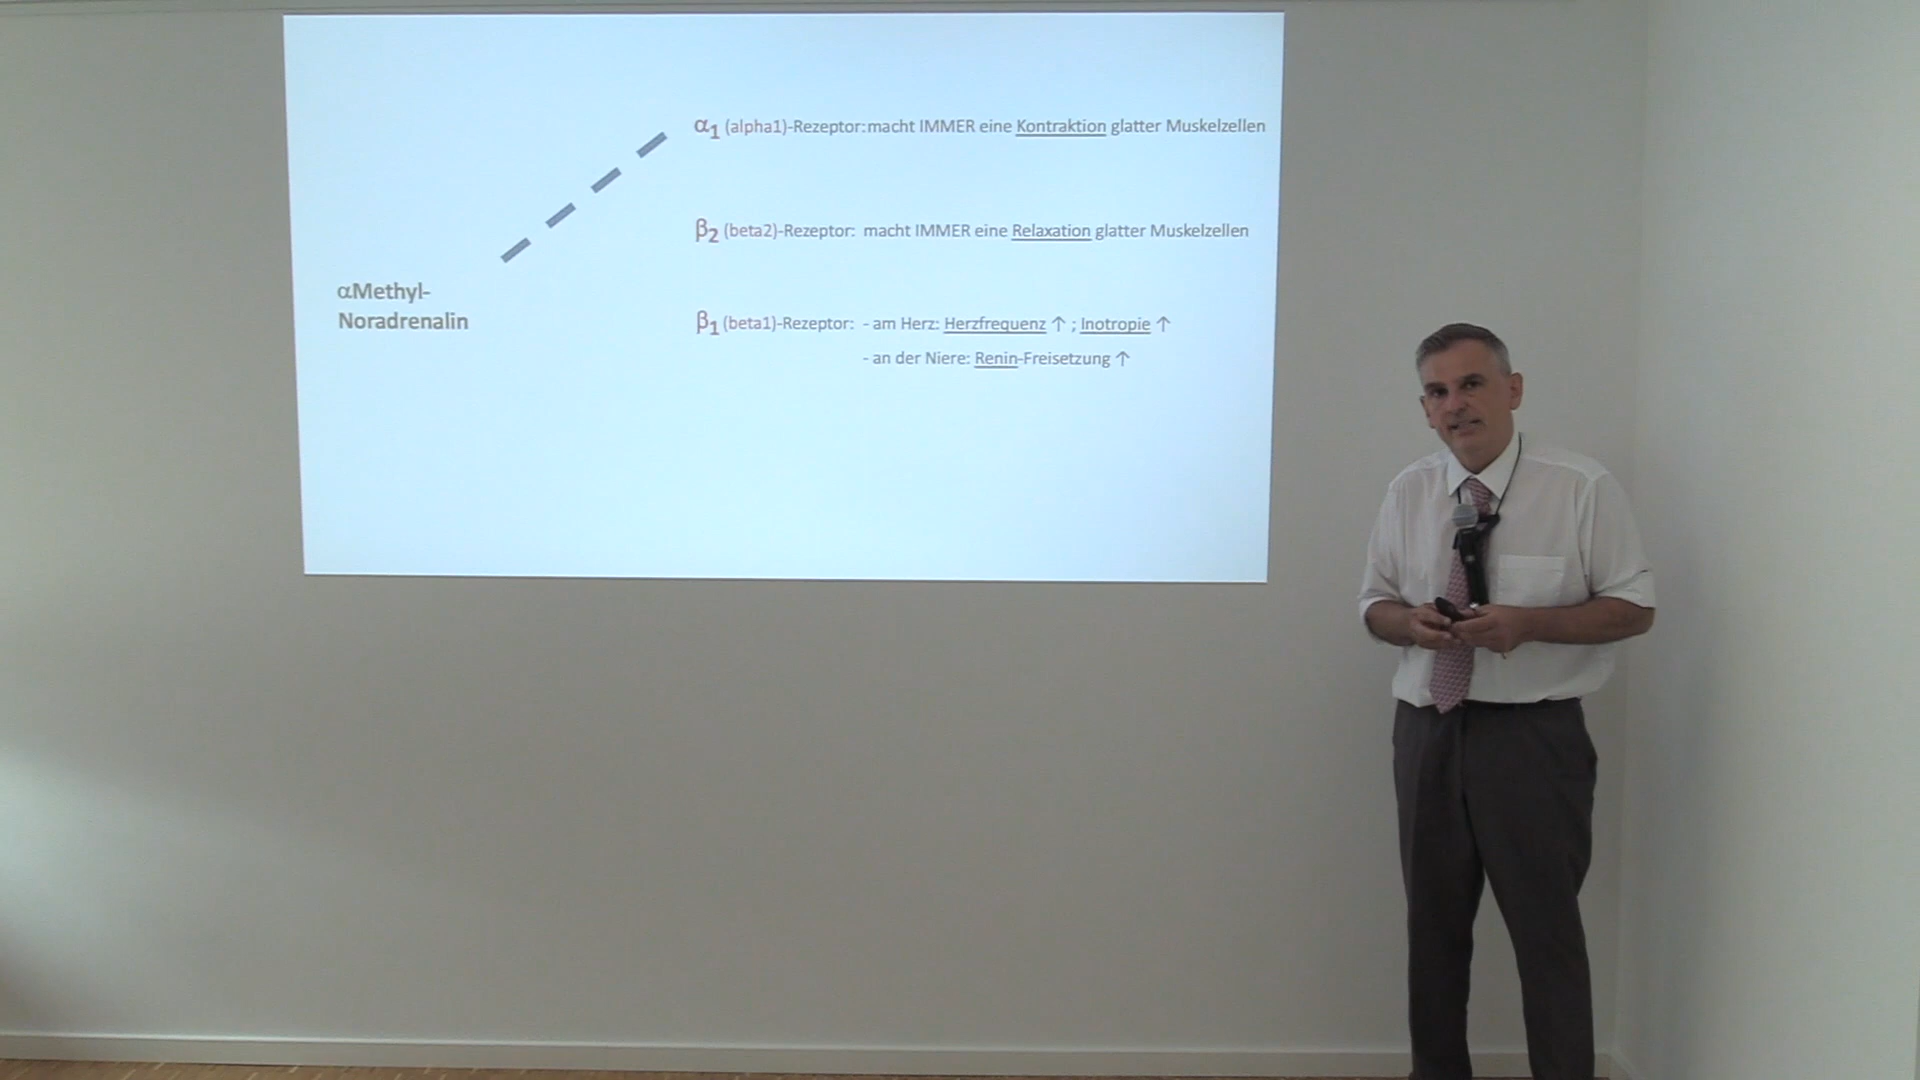 α1 (alpha1)-Rezeptor: macht IMMER eine Kontraktion glatter Muskelzellen
β2 (beta2)-Rezeptor: macht IMMER eine Relaxation glatter Muskelzellen
αMethyl-
Noradrenalin
β1 (beta1)-Rezeptor: - am Herz: Herzfrequenz ↑ ; Inotropie ↑
- an der Niere: Renin-Freisetzung ↑